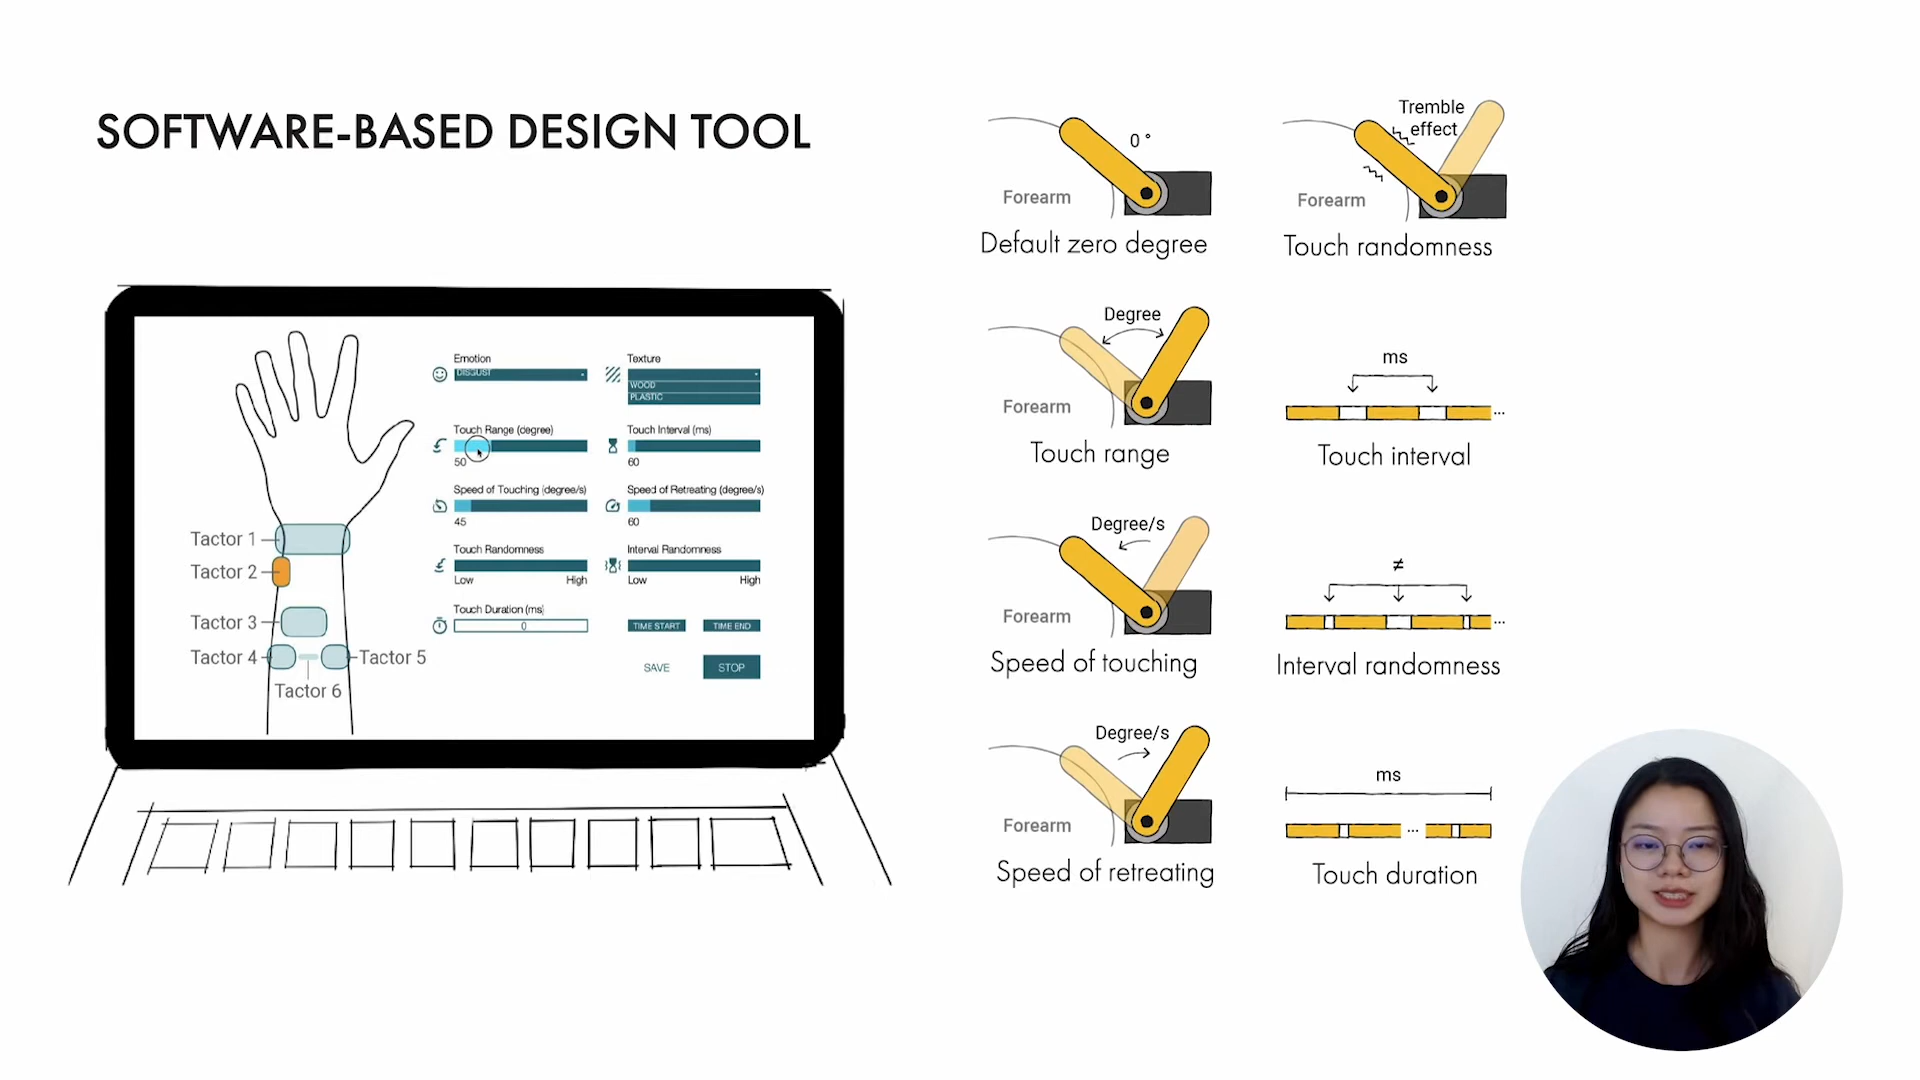 SOFTWARE-BASED DESIGN TOOL
Emotion
DISGUST
Texture
WOOD
PLASTIC
Touch Range (degree)
50
Touch Interval (ms)
60
Speed of Touching (degree/s)
45
Speed of Retreating (degree/s)
60
Touch Randomness
Low High
Interval Randomness
Low High
Touch Duration (ms)
0
TIME START
TIME END
SAVE
STOP
Tactor 1
Tactor 2
Tactor 3
Tactor 4
Tactor 5
Tactor 6
0 °
Forearm
Default zero degree
Tremble
effect
Forearm
Touch randomness
Degree
Forearm
Touch range
ms
...
Touch interval
Degree/s
Forearm
Speed of touching
≠
...
Interval randomness
Degree/s
Forearm
Speed of retreating
ms
...
Touch duration